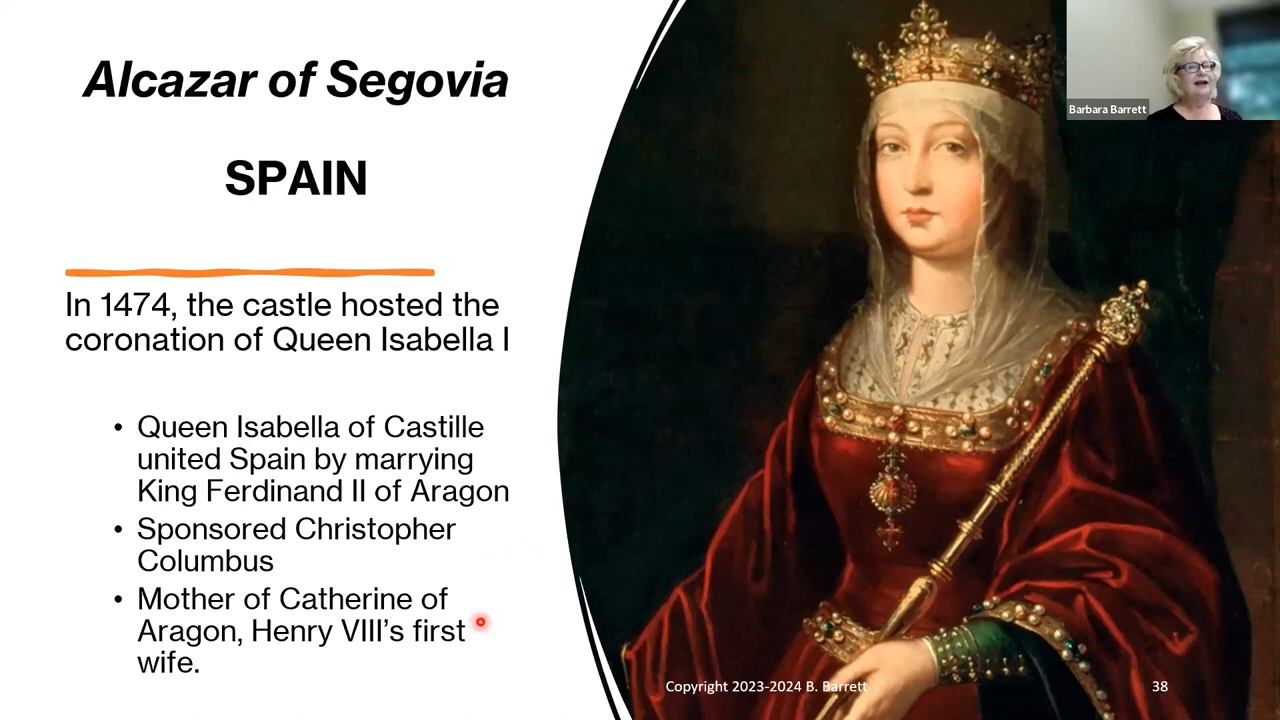 Alcazar of Segovia
SPAIN
In 1474, the castle hosted the
coronation of Queen Isabella I
• Queen Isabella of Castille
united Spain by marrying
King Ferdinand II of Aragon
• Sponsored Christopher
Columbus
• Mother of Catherine of
Aragon, Henry VIII’s first
wife.
Barbara Barrett
Copyright 2023-2024 B. Barrett
38